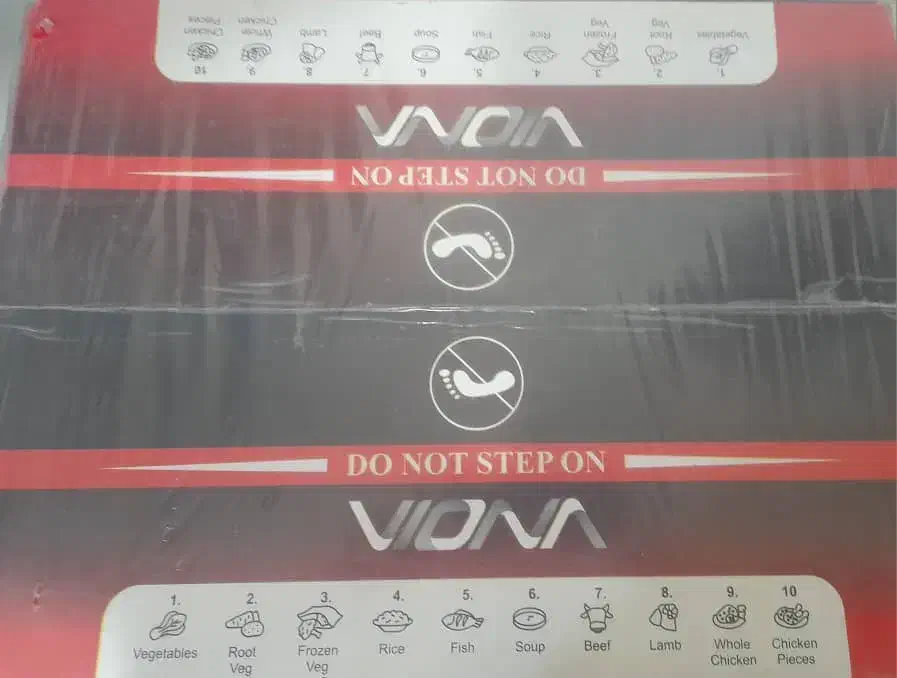 Chicken Pieces
Whole Chicken
Lamb
Beef
Soup
Fish
Rice
Frozen Veg
Root Veg
Vegetables
10
9.
8.
7.
6.
5.
4.
3.
2.
1.
VIONA
DO NOT STEP ON
DO NOT STEP ON
VIONA
1. 2. 3. 4. 5. 6. 7. 8. 9. 10
Vegetables Root Frozen Rice Fish Soup Beef Lamb Whole Chicken
Veg Veg Chicken Pieces